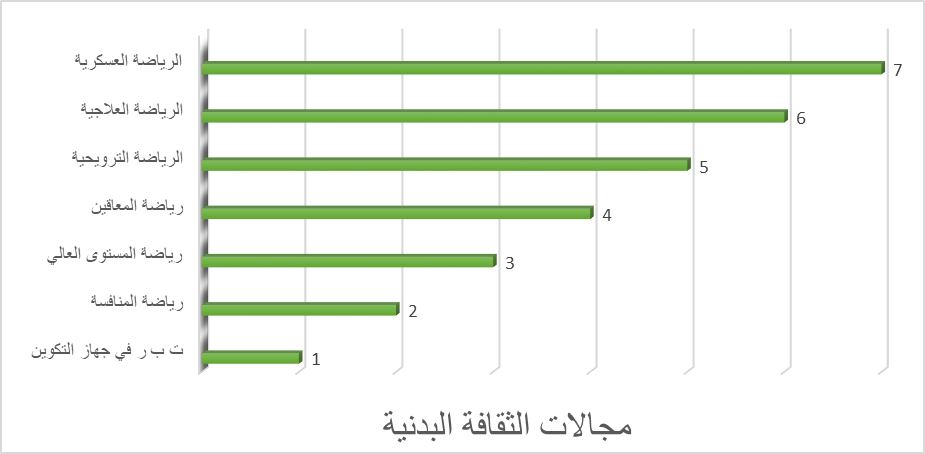 الرياضة العسكرية
7
الرياضة العلاجية
6
الرياضة الترويحية
5
رياضة المعاقين
4
رياضة المستوى العالي
3
رياضة المنافسة
2
ت ب ر في جهاز التكوين
1
مجالات الثقافة البدنية